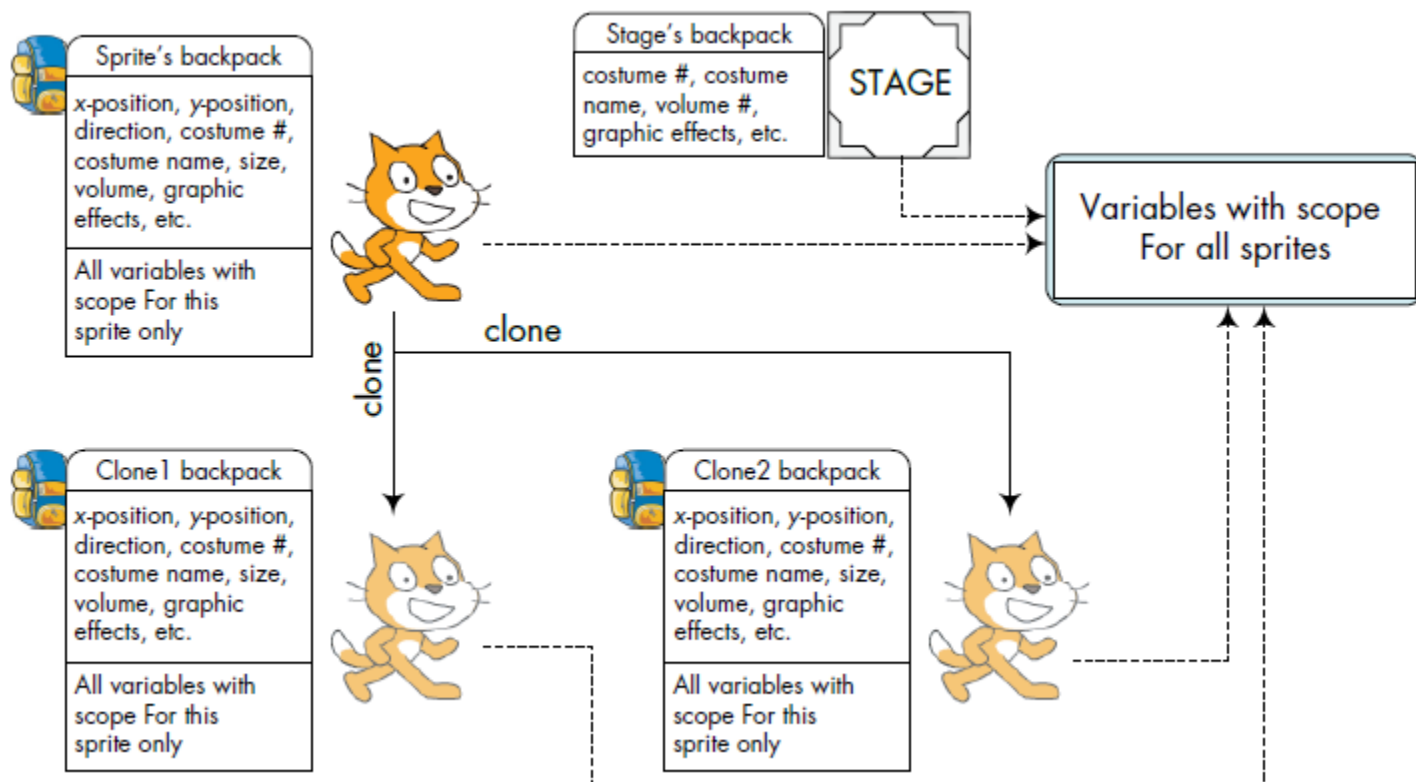 Sprite's backpack
x-position, y-position,
direction, costume #,
costume name, size,
volume, graphic
effects, etc.
All variables with
scope For this
sprite only
Stage's backpack
costume #, costume
name, volume #,
graphic effects, etc.
STAGE
Variables with scope
For all sprites
clone
clone
Clone1 backpack
x-position, y-position,
direction, costume #,
costume name, size,
volume, graphic
effects, etc.
All variables with
scope For this
sprite only
Clone2 backpack
x-position, y-position,
direction, costume #,
costume name, size,
volume, graphic
effects, etc.
All variables with
scope For this
sprite only